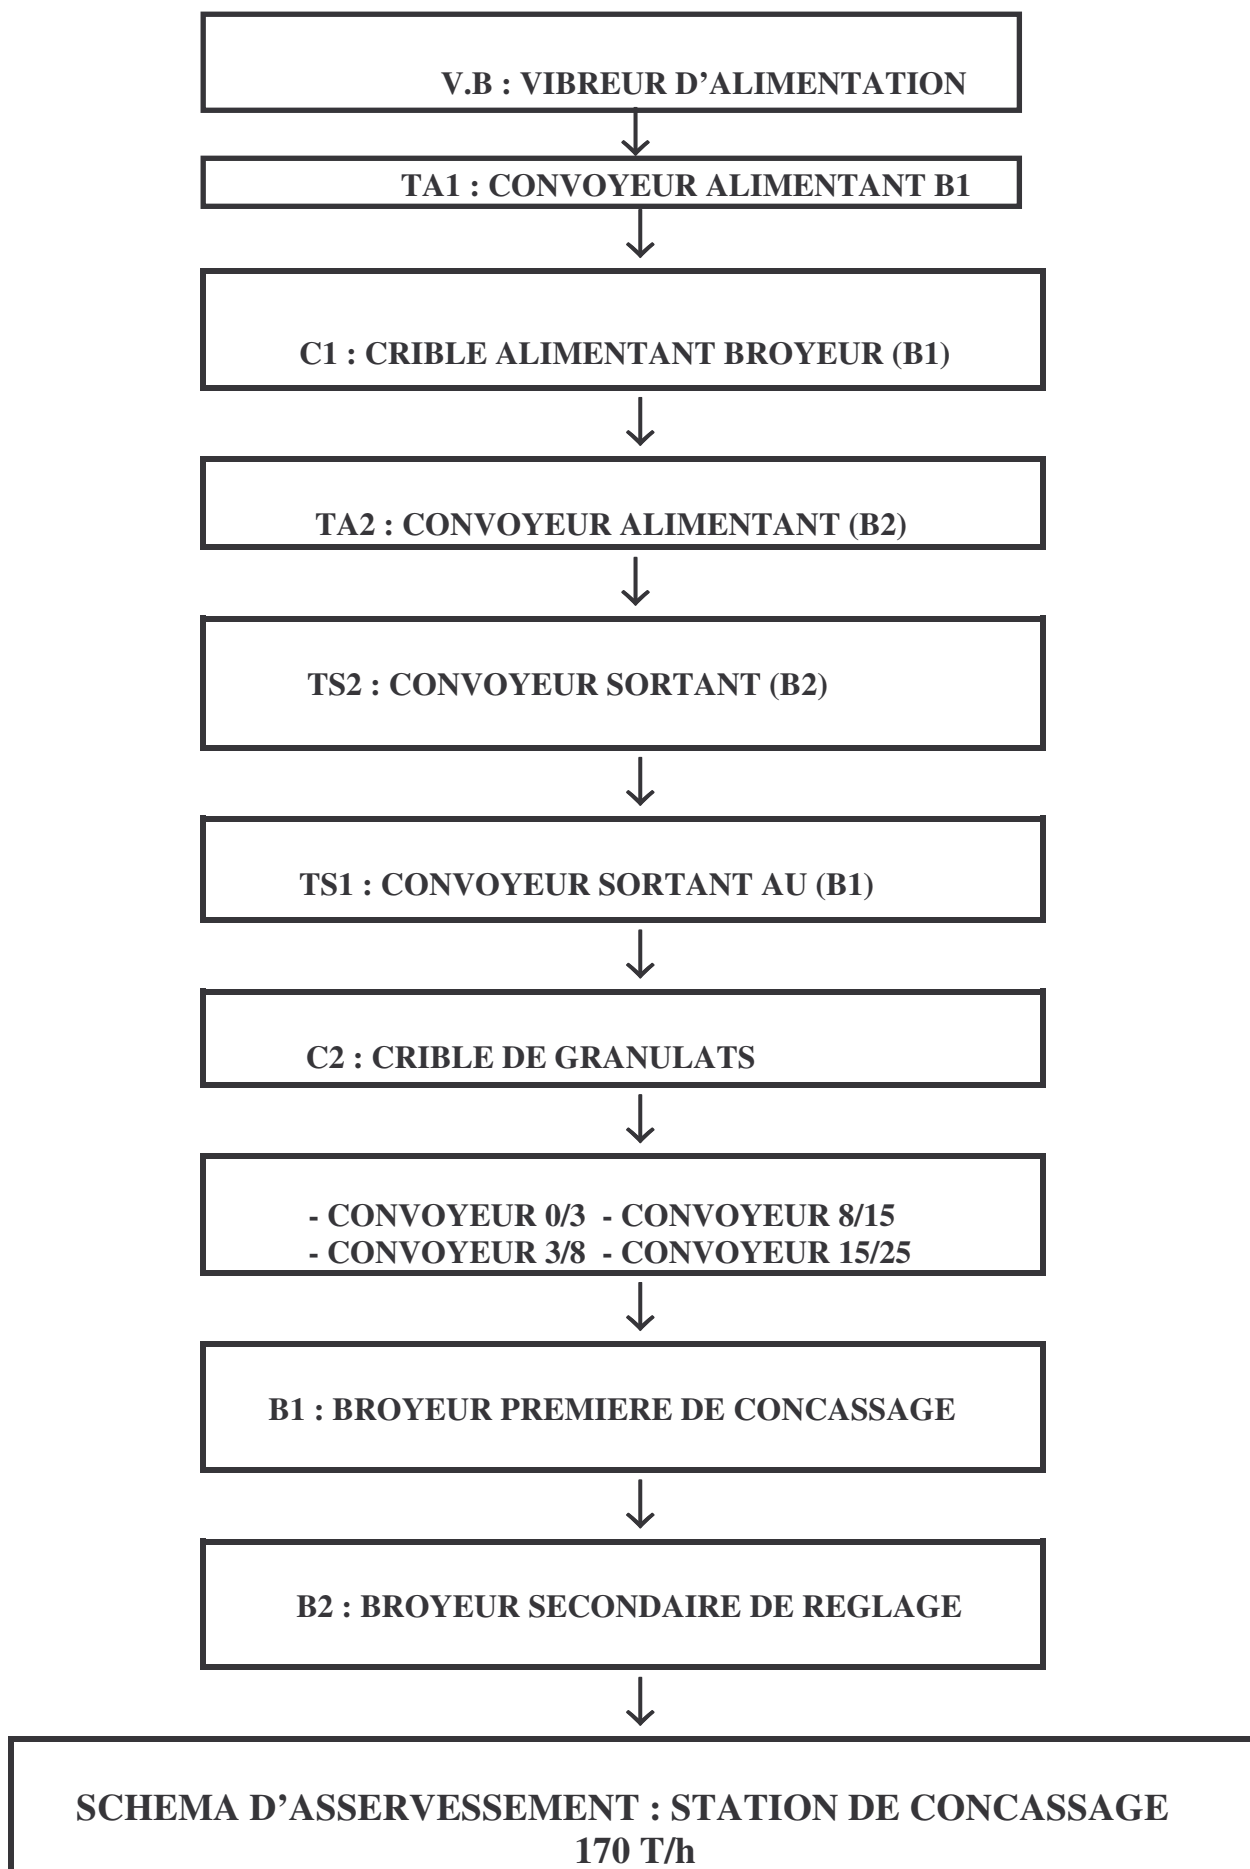 V.B : VIBREUR D’ALIMENTATION
TA1 : CONVOYEUR ALIMENTANT B1
C1 : CRIBLE ALIMENTANT BROYEUR (B1)
TA2 : CONVOYEUR ALIMENTANT (B2)
TS2 : CONVOYEUR SORTANT (B2)
TS1 : CONVOYEUR SORTANT AU (B1)
C2 : CRIBLE DE GRANULATS
- CONVOYEUR 0/3 - CONVOYEUR 8/15
- CONVOYEUR 3/8 - CONVOYEUR 15/25
B1 : BROYEUR PREMIERE DE CONCASSAGE
B2 : BROYEUR SECONDAIRE DE REGLAGE
SCHEMA D’ASSERVESSEMENT : STATION DE CONCASSAGE
170 T/h